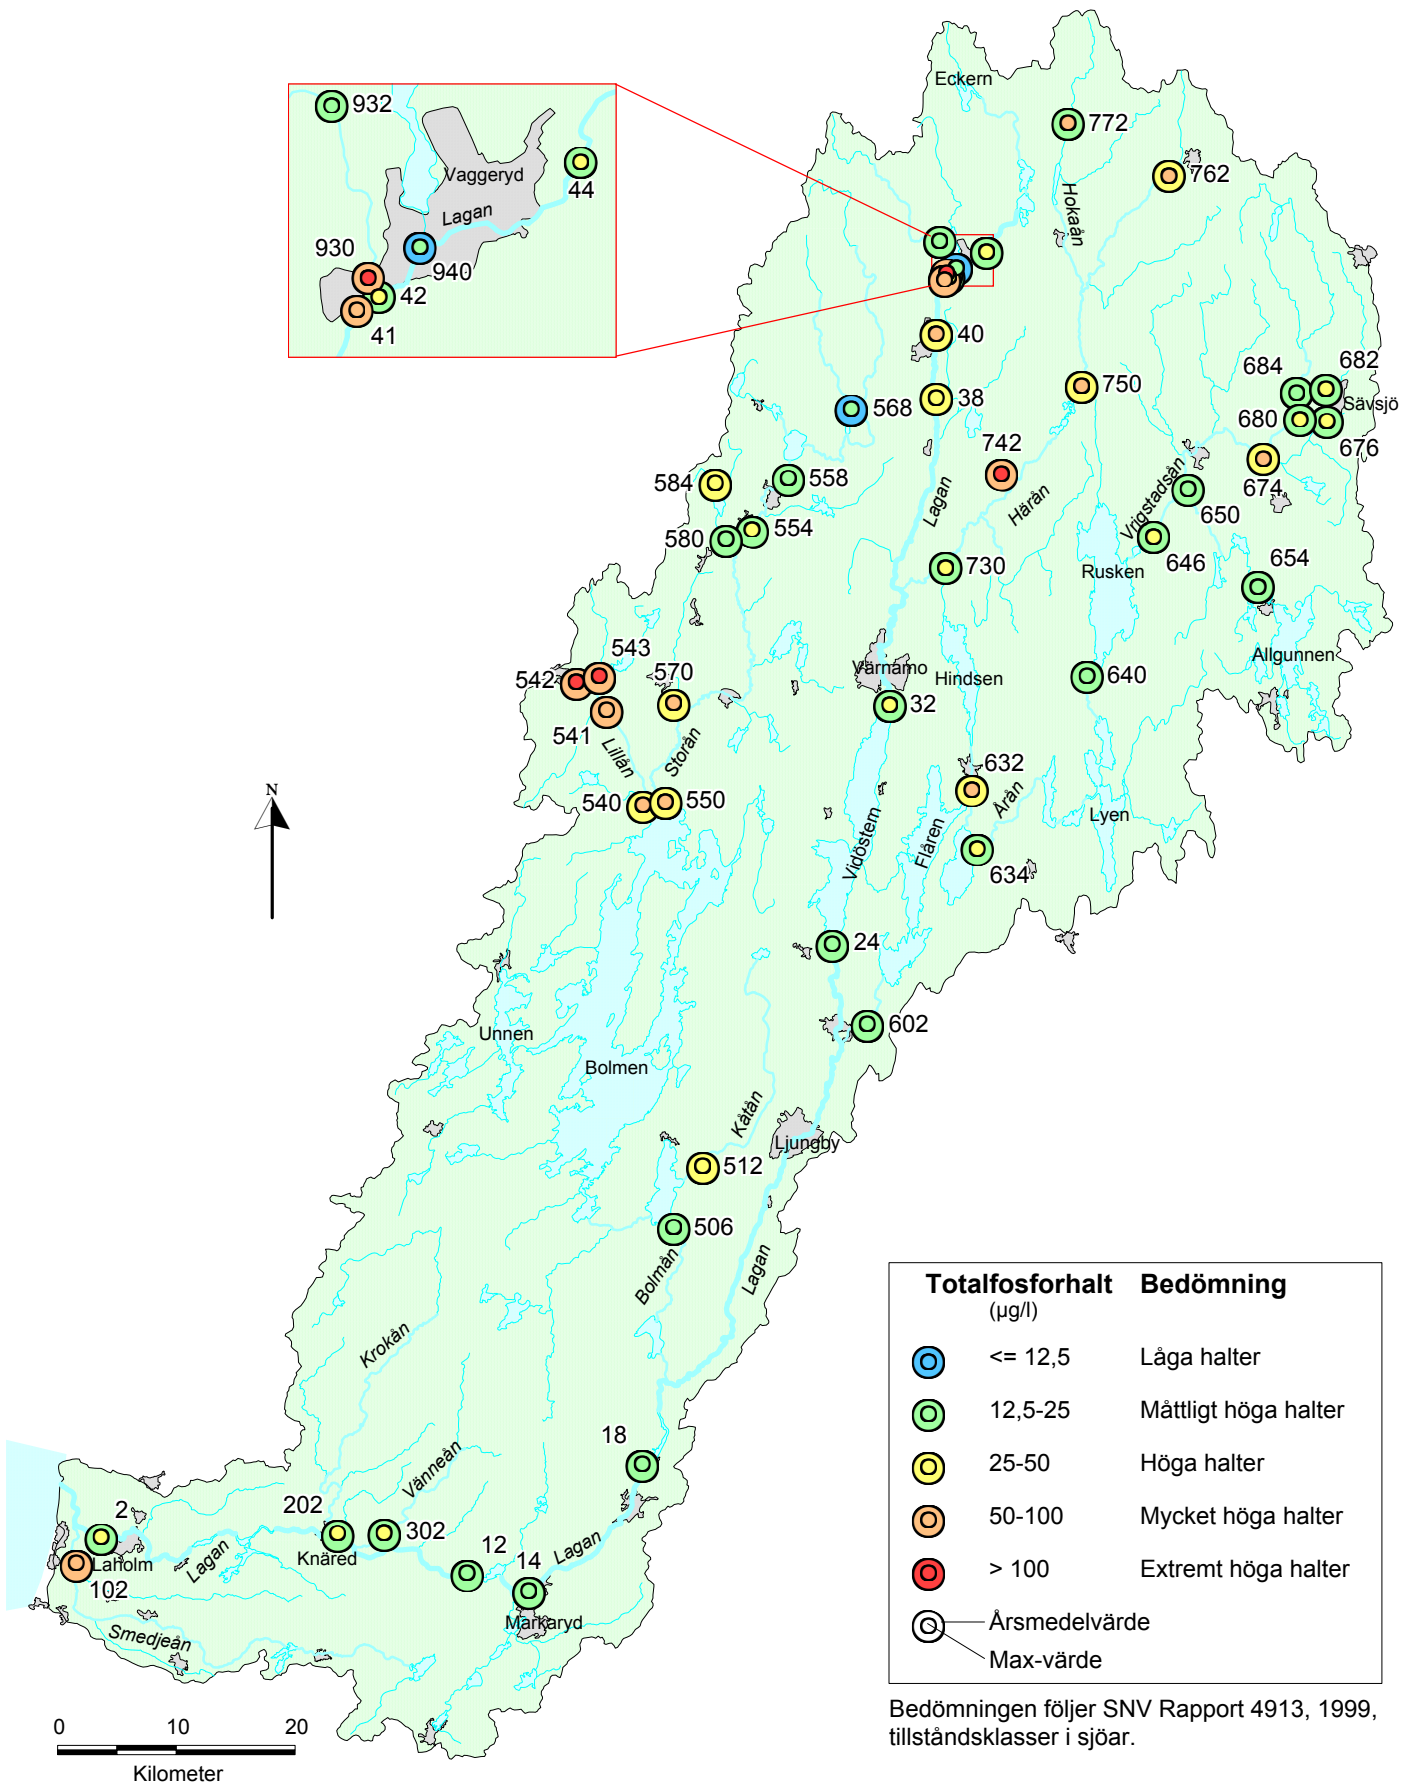 Eckern
932
772
Vaggeryd
44
762
Lagan
Hokaån
930
940
42
41
40
684
682
38
750
Sävsjö
568
680
676
742
584
558
Lagan
Härån
Vrigstadsån
674
650
580
554
730
Rusken
646
654
543
570
Värnamo
Allgunnen
542
Hindsen
640
32
541
Lillån
Storån
632
540
550
Årån
Lyen
Vidöstern
Flåren
634
N
24
602
Unnen
Bolmen
Kåtån
Ljungby
512
506
Bolmån
Lagan
Krokån
Totalfosforhalt Bedömning
(µg/l)
<= 12,5 Låga halter
12,5-25 Måttligt höga halter
25-50 Höga halter
50-100 Mycket höga halter
> 100 Extremt höga halter
Årsmedelvärde
Max-värde
18
Vänneån
2
202
302
Knäred
Lagan
12
14
Lagan
Laholm
102
Markaryd
Smedjeån
Bedömningen följer SNV Rapport 4913, 1999,
tillståndsklasser i sjöar.
0 10 20
Kilometer